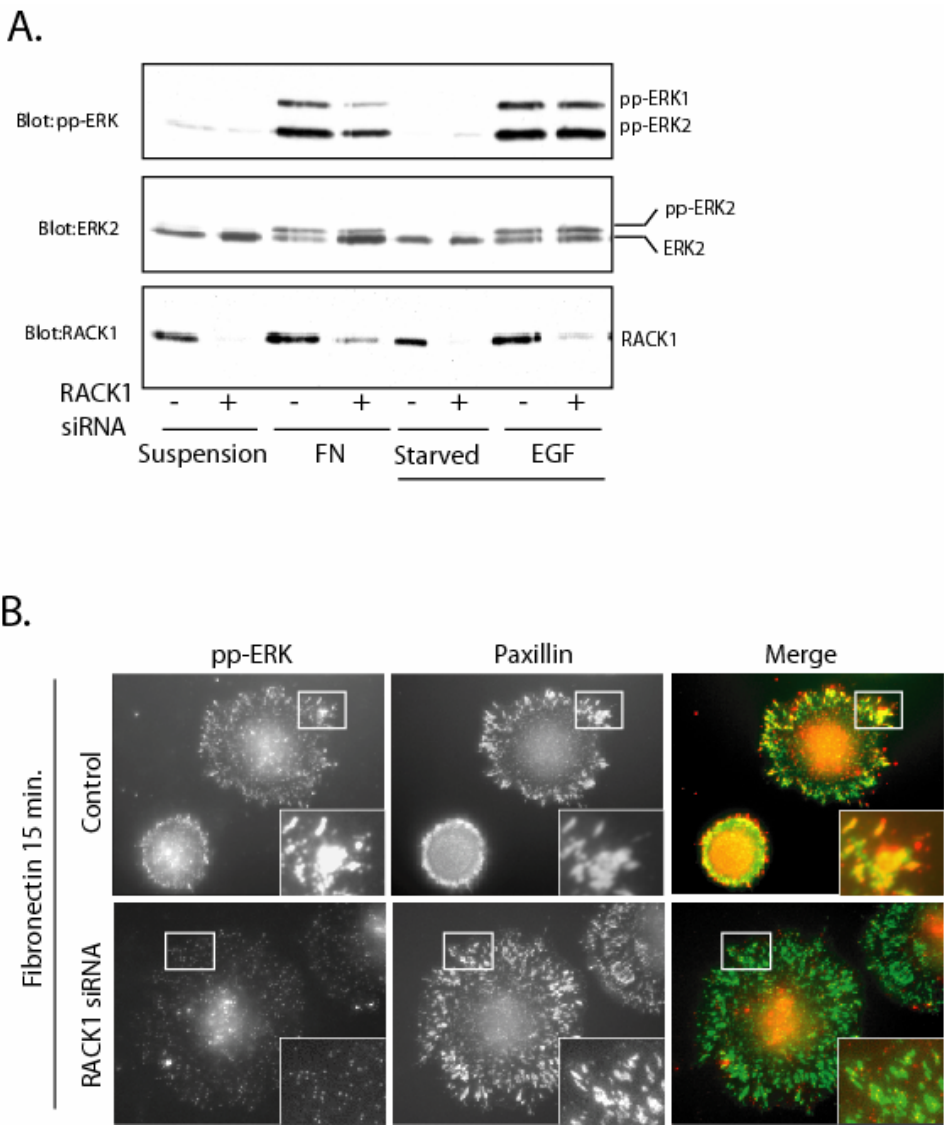 A.
Blot:pp-ERK
pp-ERK1
pp-ERK2
Blot:ERK2
pp-ERK2
ERK2
Blot:RACK1
RACK1
RACK1 siRNA
- + - + - + - +
Suspension FN Starved EGF
B.
pp-ERK Paxillin Merge
Fibronectin 15 min.
Control
RACK1 siRNA